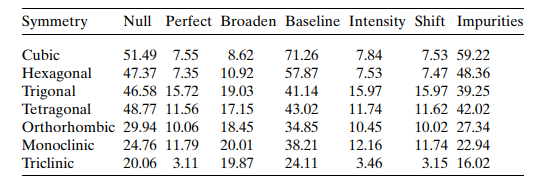 Symmetry Null Perfect Broaden Baseline Intensity Shift Impurities
Cubic 51.49 7.55 8.62 71.26 7.84 7.53 59.22
Hexagonal 47.37 7.35 10.92 57.87 7.53 7.47 48.36
Trigonal 46.58 15.72 19.03 41.14 15.97 15.97 39.25
Tetragonal 48.77 11.56 17.15 43.02 11.74 11.62 42.02
Orthorhombic 29.94 10.06 18.45 34.85 10.45 10.02 27.34
Monoclinic 24.76 11.79 20.01 38.21 12.16 11.74 22.94
Triclinic 20.06 3.11 19.87 24.11 3.46 3.15 16.02